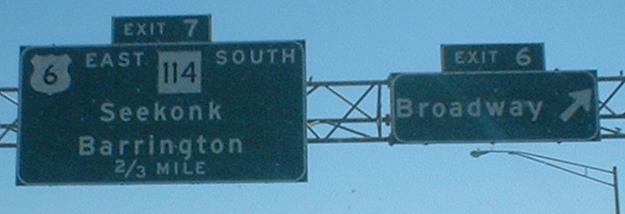 EXIT 7
6 EAST 114 SOUTH
Seekonk
Barrington
2/3 MILE
EXIT 6
Broadway